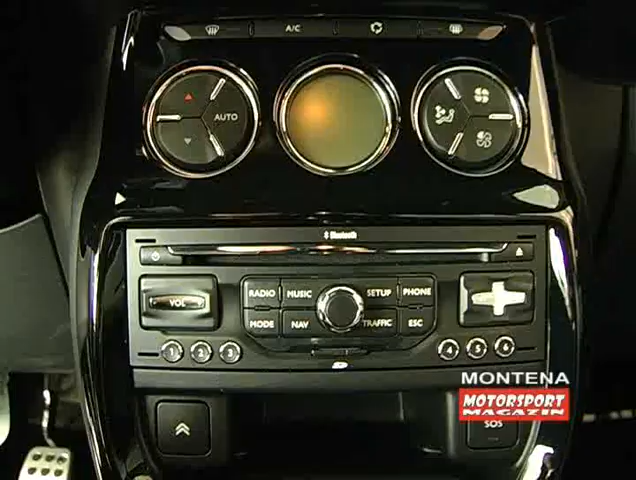 A/C
AUTO
Bluetooth
RADIO MUSIC SETUP PHONE
VOL
MODE NAV TRAFFIC ESC
1 2 3 4 5 6
MONTENA
MOTORSPORT
MAGAZIN
SOS